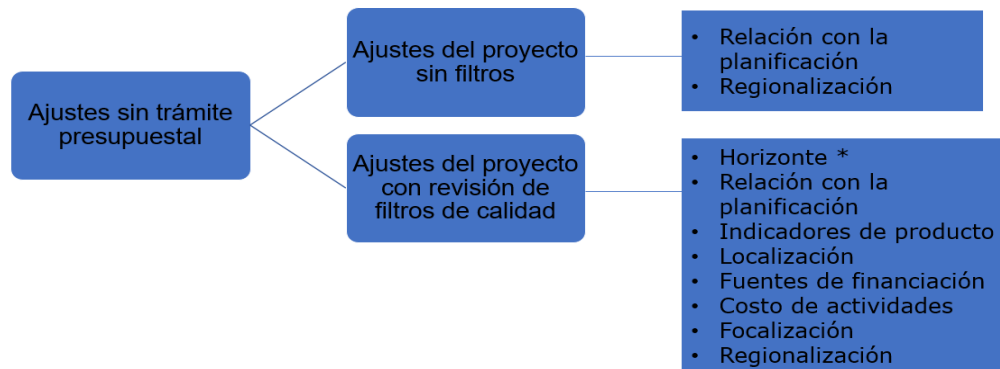 Ajustes sin trámite
presupuestal
Ajustes del proyecto
sin filtros
• Relación con la
planificación
• Regionalización
Ajustes del proyecto
con revisión de
filtros de calidad
• Horizonte *
• Relación con la
planificación
• Indicadores de producto
• Localización
• Fuentes de financiación
• Costo de actividades
• Focalización
• Regionalización